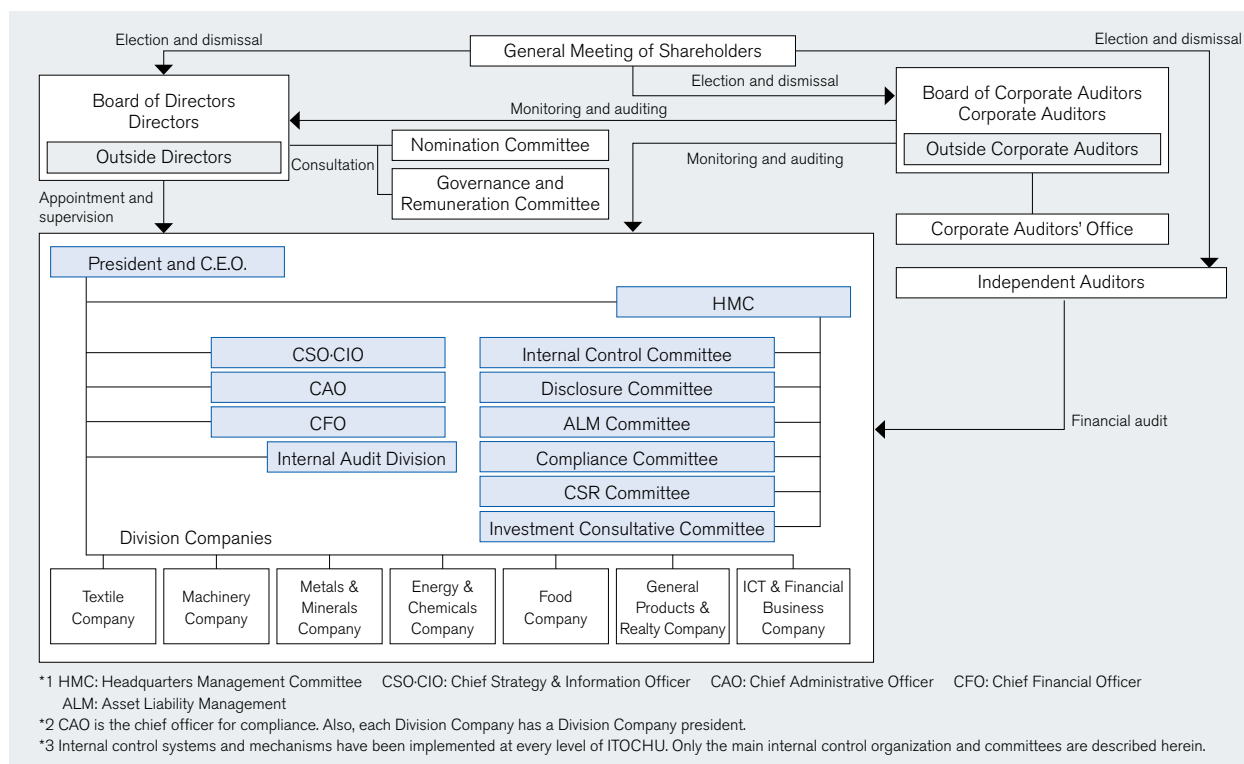 Election and dismissal
General Meeting of Shareholders
Election and dismissal
Election and dismissal
Board of Directors
Directors
Outside Directors
Monitoring and auditing
Board of Corporate Auditors
Corporate Auditors
Outside Corporate Auditors
Consultation
Nomination Committee
Governance and
Remuneration Committee
Monitoring and auditing
Appointment and
supervision
Corporate Auditors' Office
Independent Auditors
President and C.E.O.
HMC
CSO·CIO
CAO
CFO
Internal Audit Division
Internal Control Committee
Disclosure Committee
ALM Committee
Compliance Committee
CSR Committee
Investment Consultative Committee
Financial audit
Division Companies
Textile
Company
Machinery
Company
Metals &
Minerals
Company
Energy &
Chemicals
Company
Food
Company
General
Products &
Realty Company
ICT & Financial
Business
Company
*1 HMC: Headquarters Management Committee CSO·CIO: Chief Strategy & Information Officer CAO: Chief Administrative Officer CFO: Chief Financial Officer
ALM: Asset Liability Management
*2 CAO is the chief officer for compliance. Also, each Division Company has a Division Company president.
*3 Internal control systems and mechanisms have been implemented at every level of ITOCHU. Only the main internal control organization and committees are described herein.